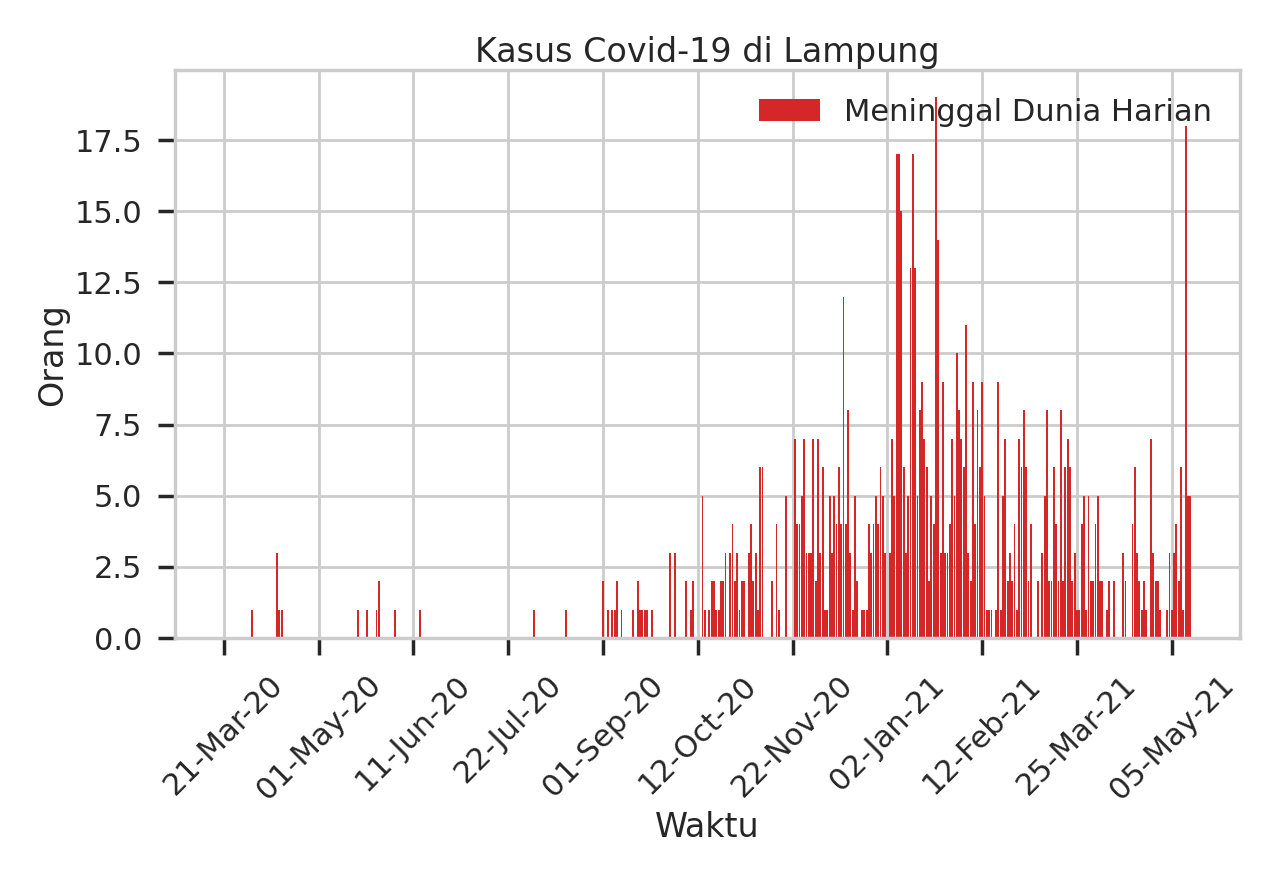 Kasus Covid-19 di Lampung
Meninggal Dunia Harian
17.5
15.0
12.5
10.0
7.5
5.0
2.5
0.0
Orang
21-Mar-20
01-May-20
11-Jun-20
22-Jul-20
01-Sep-20
12-Oct-20
22-Nov-20
02-Jan-21
12-Feb-21
25-Mar-21
05-May-21
Waktu